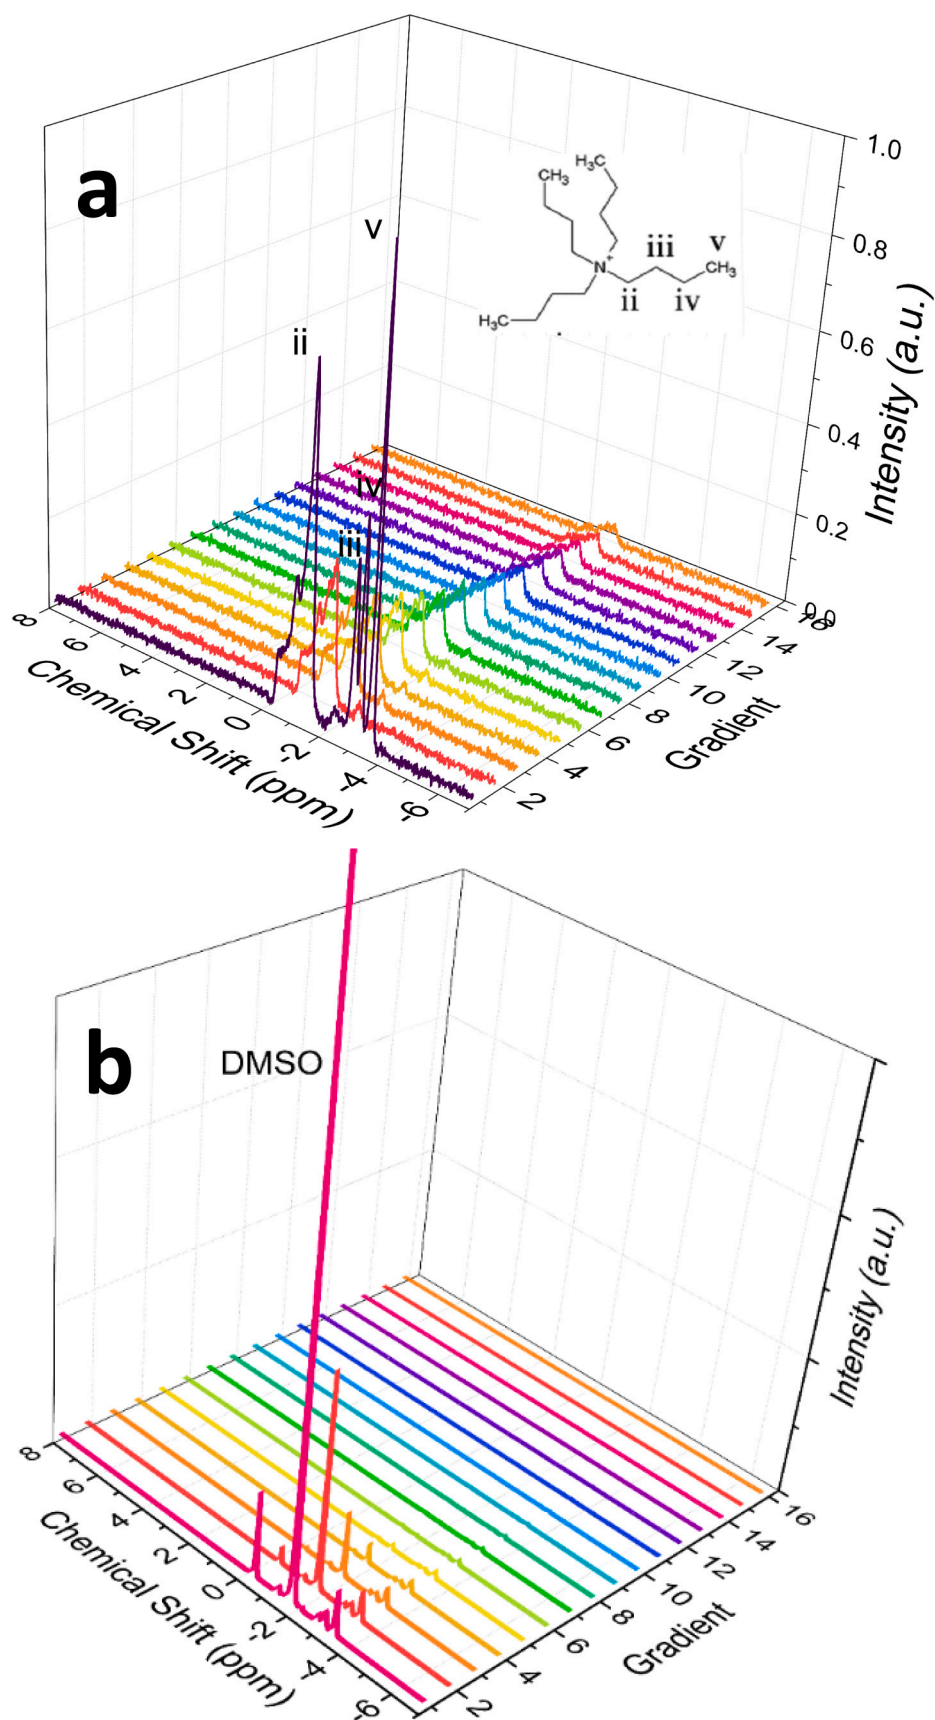 a
1.0
0.8
0.6
0.4
0.2
0.0
Intensity (a.u.)
H₃C
CH₃
N⁺
iii
v
CH₃
ii
iv
H₃C
v
ii
iv
iii
8
6
4
2
0
-2
-4
-6
Chemical Shift (ppm)
2
4
6
8
10
12
14
16
Gradient
b
DMSO
Intensity (a.u.)
8
6
4
2
0
-2
-4
-6
Chemical Shift (ppm)
2
4
6
8
10
12
14
16
Gradient